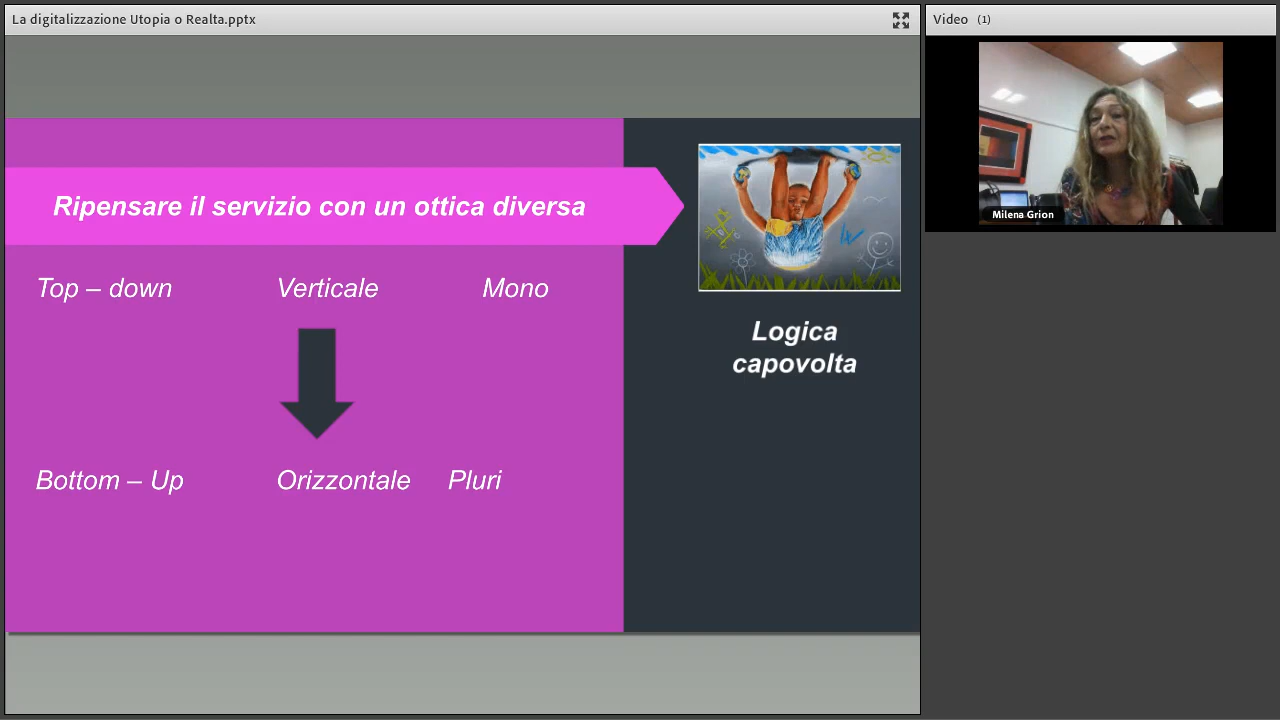 La digitalizzazione Utopia o Realta.pptx
Video (1)
Milena Grion
Ripensare il servizio con un ottica diversa
Top – down Verticale Mono
Logica
capovolta
Bottom – Up Orizzontale Pluri